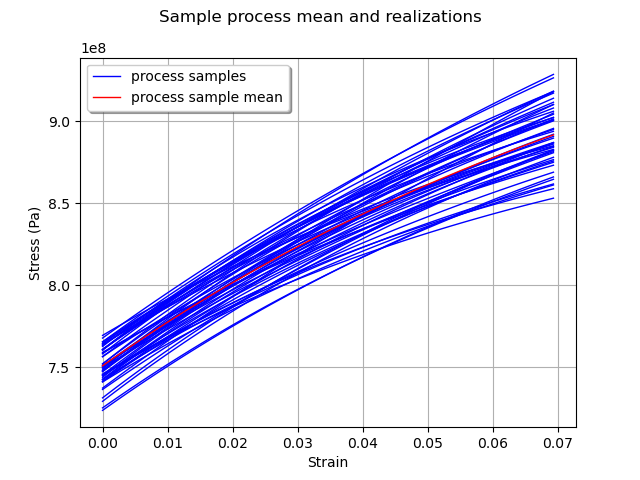 Sample process mean and realizations
1e8
process samples
process sample mean
9.0
8.5
8.0
7.5
Stress (Pa)
0.00 0.01 0.02 0.03 0.04 0.05 0.06 0.07
Strain